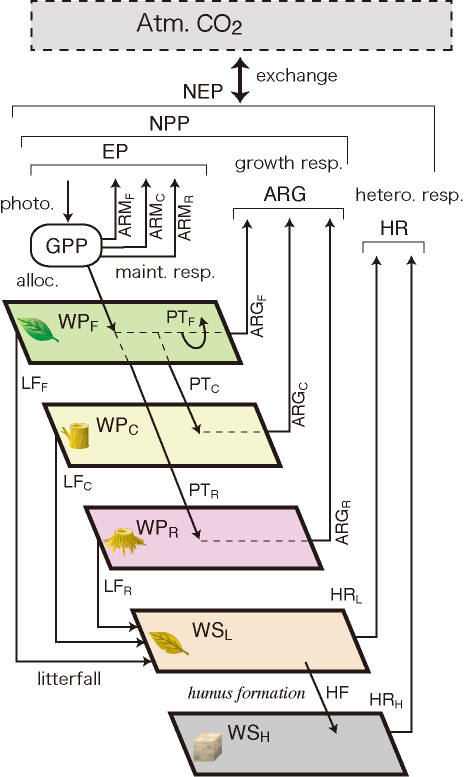 Atm. CO2
exchange
NEP
NPP
EP
growth resp.
ARG
hetero. resp.
HR
photo.
ARMF
ARMC
ARMR
GPP
alloc.
maint. resp.
WPF
PTF
ARGF
LFF
PTC
ARGC
WPC
LFC
PTR
ARGR
WPR
LFR
HRL
WSL
litterfall
humus formation
HF
HRH
WSH